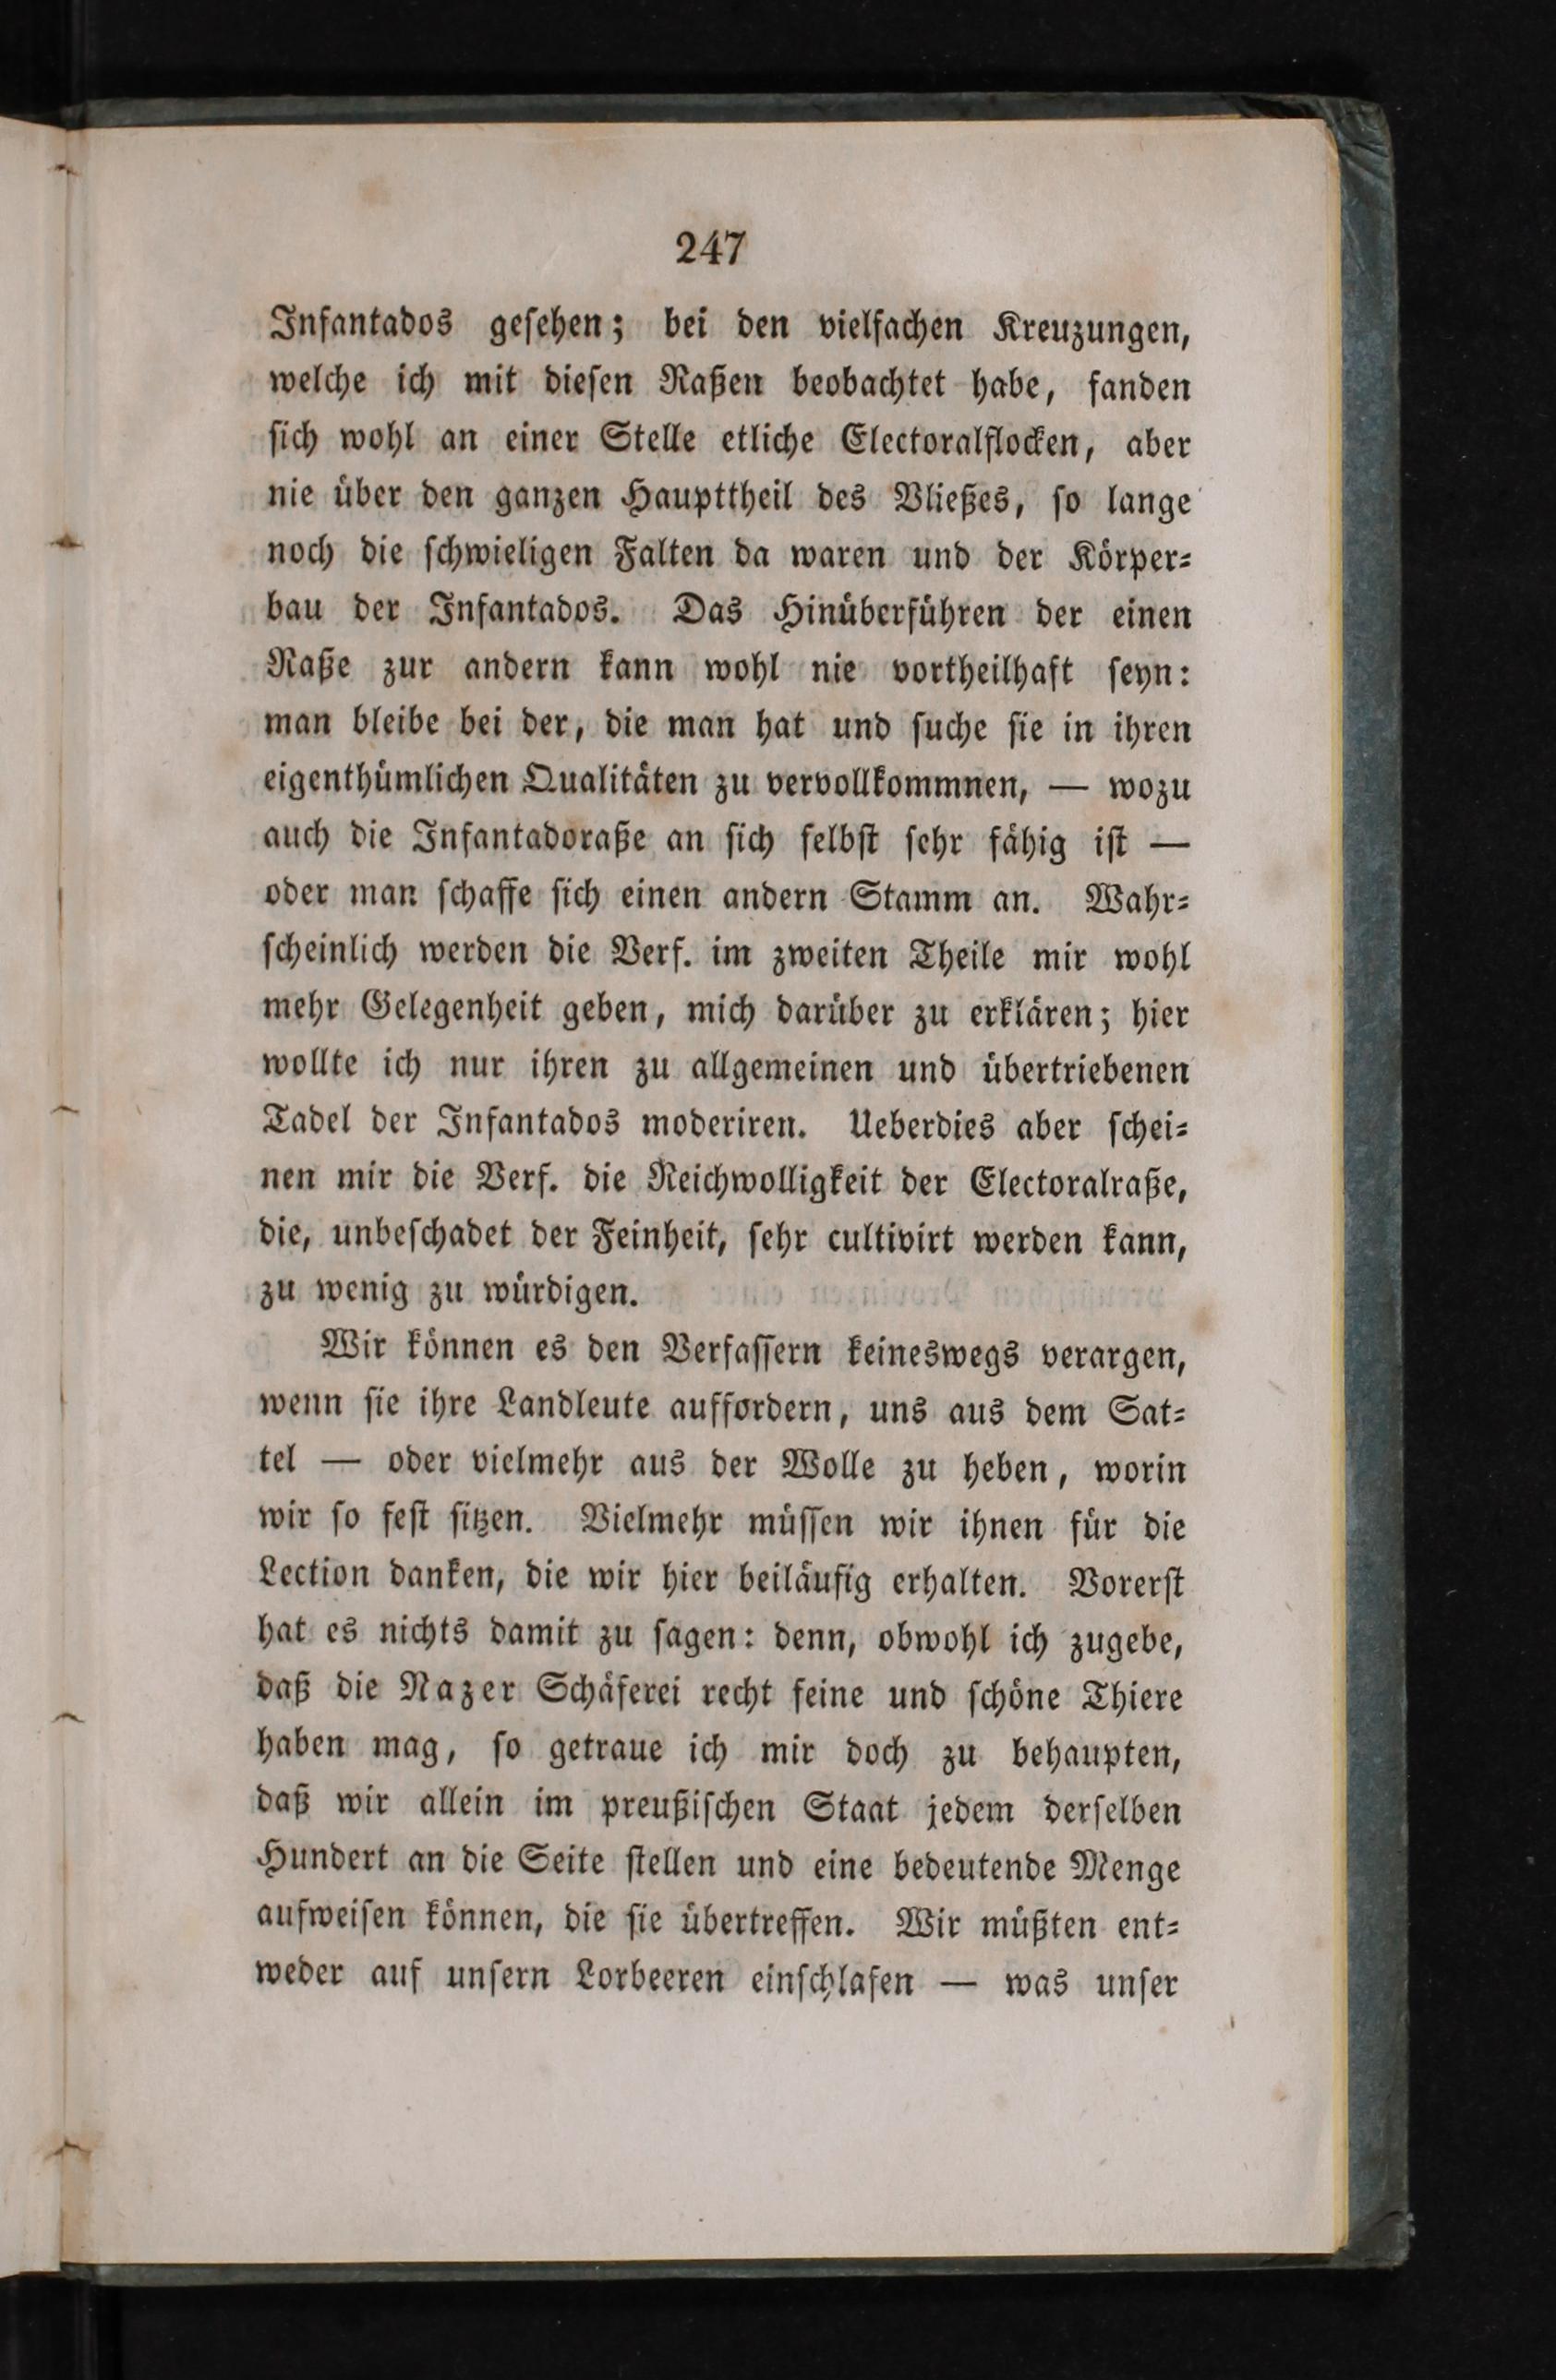 247
Infantados geſehen; bei den vielfachen Kreuzungen,
welche ich mit dieſen Raßen beobachtet habe, fanden
ſich wohl an einer Stelle etliche Electoralflocken, aber
nie über den ganzen Haupttheil des Vließes, ſo lange
noch die ſchwieligen Falten da waren und der Körper-
bau der Infantados. Das Hinüberführen der einen
Raße zur andern kann wohl nie vortheilhaft ſeyn:
man bleibe bei der, die man hat und ſuche ſie in ihren
eigenthümlichen Qualitäten zu vervollkommnen, — wozu
auch die Infantadoraße an ſich ſelbſt ſehr fähig iſt —
oder man ſchaffe ſich einen andern Stamm an. Wahr-
ſcheinlich werden die Verf. im zweiten Theile mir wohl
mehr Gelegenheit geben, mich darüber zu erklären; hier
wollte ich nur ihren zu allgemeinen und übertriebenen
Tadel der Infantados moderiren. Ueberdies aber ſchei-
nen mir die Verf. die Reichwolligkeit der Electoralraße,
die, unbeſchadet der Feinheit, ſehr cultivirt werden kann,
zu wenig zu würdigen.
Wir können es den Verfaſſern keineswegs verargen,
wenn ſie ihre Landleute auffordern, uns aus dem Sat-
tel — oder vielmehr aus der Wolle zu heben, worin
wir ſo feſt ſitzen. Vielmehr müſſen wir ihnen für die
Lection danken, die wir hier beiläufig erhalten. Vorerſt
hat es nichts damit zu ſagen: denn, obwohl ich zugebe,
daß die Nazer Schäferei recht feine und ſchöne Thiere
haben mag, ſo getraue ich mir doch zu behaupten,
daß wir allein im preußiſchen Staat jedem derſelben
Hundert an die Seite ſtellen und eine bedeutende Menge
aufweiſen können, die ſie übertreffen. Wir müßten ent-
weder auf unſern Lorbeeren einſchlafen — was unſer